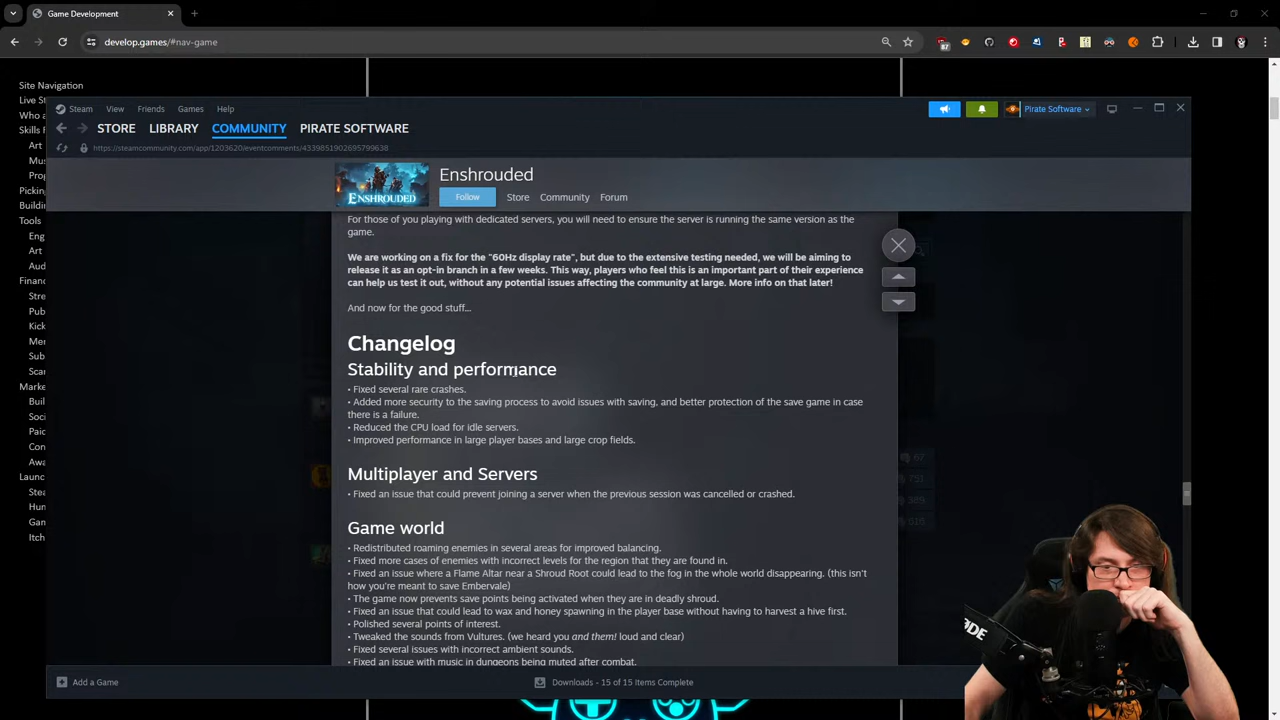 Game Development
develop.games/#nav-game
87
Site Navigation
Steam View Friends Games Help
Pirate Software
STORE LIBRARY COMMUNITY PIRATE SOFTWARE
https://steamcommunity.com/app/1203620/eventcomments/4339851902695799638
ENSHROUDED
Enshrouded
Follow Store Community Forum
For those of you playing with dedicated servers, you will need to ensure the server is running the same version as the
game.
We are working on a fix for the "60Hz display rate", but due to the extensive testing needed, we will be aiming to
release it as an opt-in branch in a few weeks. This way, players who feel this is an important part of their experience
can help us test it out, without any potential issues affecting the community at large. More info on that later!
And now for the good stuff...
Changelog
Stability and performance
• Fixed several rare crashes.
• Added more security to the saving process to avoid issues with saving, and better protection of the save game in case
there is a failure.
• Reduced the CPU load for idle servers.
• Improved performance in large player bases and large crop fields.
Multiplayer and Servers
• Fixed an issue that could prevent joining a server when the previous session was cancelled or crashed.
Game world
• Redistributed roaming enemies in several areas for improved balancing.
• Fixed more cases of enemies with incorrect levels for the region that they are found in.
• Fixed an issue where a Flame Altar near a Shroud Root could lead to the fog in the whole world disappearing. (this isn't
how you're meant to save Embervale)
• The game now prevents save points being activated when they are in deadly shroud.
• Fixed an issue that could lead to wax and honey spawning in the player base without having to harvest a hive first.
• Polished several points of interest.
• Tweaked the sounds from Vultures. (we heard you and them! loud and clear)
• Fixed several issues with incorrect ambient sounds.
• Fixed an issue with music in dungeons being muted after combat.
Add a Game
Downloads - 15 of 15 Items Complete